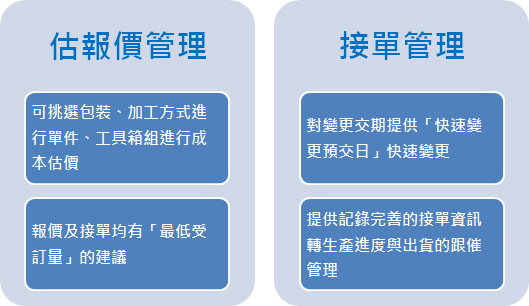 估報價管理
可挑選包裝、加工方式進
行單件、工具箱組進行成
本估價
報價及接單均有「最低受
訂量」的建議
接單管理
對變更交期提供「快速變
更預交日」快速變更
提供記錄完善的接單資訊
轉生產進度與出貨的跟催
管理